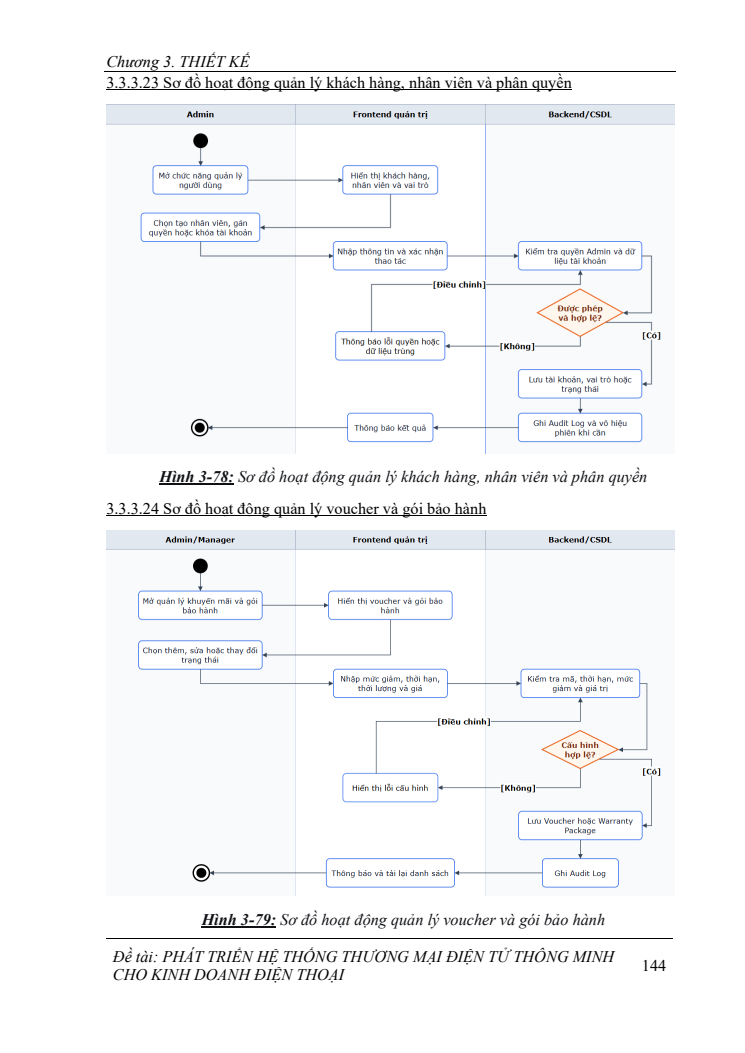 Chương 3. THIẾT KẾ
3.3.3.23 Sơ đồ hoạt động quản lý khách hàng, nhân viên và phân quyền
Admin
Frontend quản trị
Backend/CSDL
Mở chức năng quản lý
người dùng
Hiển thị khách hàng,
nhân viên và vai trò
Chọn tạo nhân viên, gán
quyền hoặc khóa tài khoản
Nhập thông tin và xác nhận
thao tác
Kiểm tra quyền Admin và dữ
liệu tài khoản
[Điều chỉnh]
Được phép
và hợp lệ?
[Có]
Thông báo lỗi quyền hoặc
dữ liệu trùng
[Không]
Lưu tài khoản, vai trò hoặc
trạng thái
Thông báo kết quả
Ghi Audit Log và vô hiệu
phiên khi cần
Hình 3-78: Sơ đồ hoạt động quản lý khách hàng, nhân viên và phân quyền
3.3.3.24 Sơ đồ hoạt động quản lý voucher và gói bảo hành
Admin/Manager
Frontend quản trị
Backend/CSDL
Mở quản lý khuyến mãi và gói
bảo hành
Hiển thị voucher và gói bảo
hành
Chọn thêm, sửa hoặc thay đổi
trạng thái
Nhập mức giảm, thời hạn,
thời lượng và giá
Kiểm tra mã, thời hạn, mức
giảm và giá trị
[Điều chỉnh]
Cấu hình
hợp lệ?
[Có]
Hiển thị lỗi cấu hình
[Không]
Lưu Voucher hoặc Warranty
Package
Thông báo và tải lại danh sách
Ghi Audit Log
Hình 3-79: Sơ đồ hoạt động quản lý voucher và gói bảo hành
Đề tài: PHÁT TRIỂN HỆ THỐNG THƯƠNG MẠI ĐIỆN TỬ THÔNG MINH
CHO KINH DOANH ĐIỆN THOẠI
144